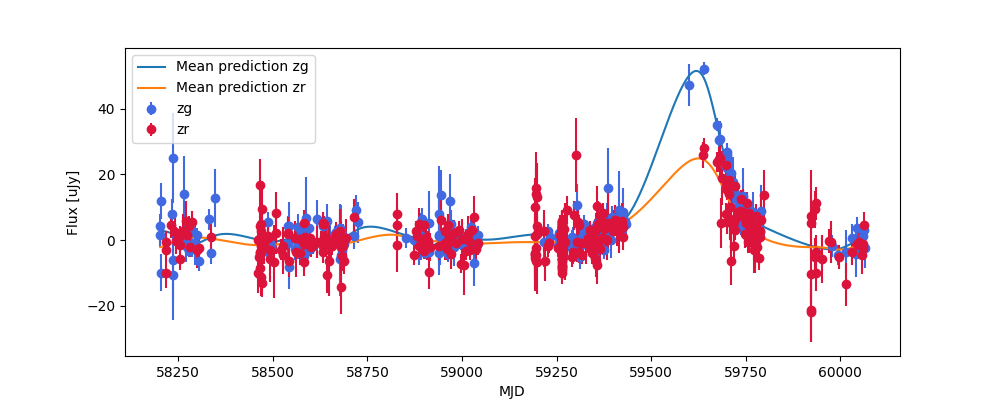 Mean prediction zg
Mean prediction zr
zg
zr
40
20
0
−20
Flux [uJy]
58250
58500
58750
59000
59250
59500
59750
60000
MJD